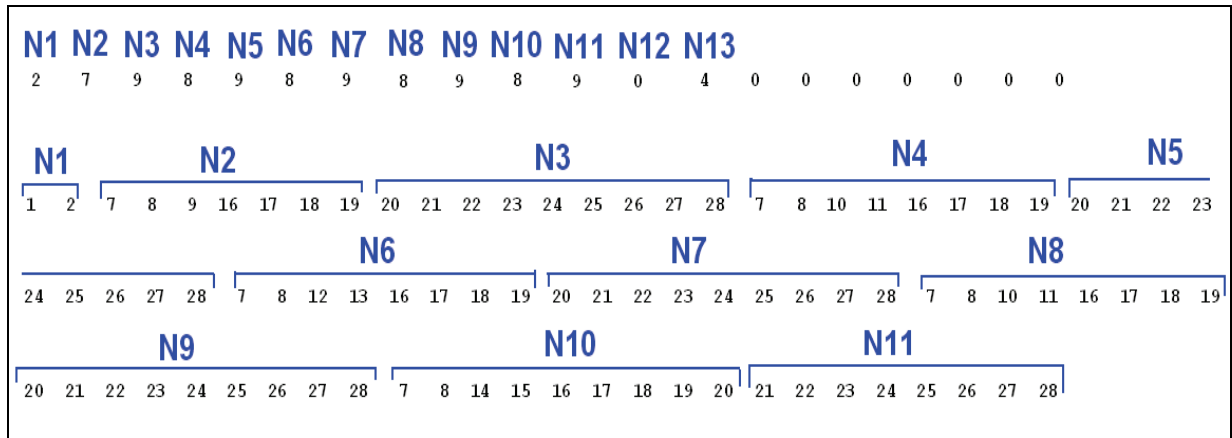 N1 N2 N3 N4 N5 N6 N7 N8 N9 N10 N11 N12 N13
2 7 9 8 9 8 9 8 9 8 9 0 4 0 0 0 0 0 0 0
N1 N2 N3 N4 N5
1 2 7 8 9 16 17 18 19 20 21 22 23 24 25 26 27 28 7 8 10 11 16 17 18 19 20 21 22 23
N6 N7 N8
24 25 26 27 28 7 8 12 13 16 17 18 19 20 21 22 23 24 25 26 27 28 7 8 10 11 16 17 18 19
N9 N10 N11
20 21 22 23 24 25 26 27 28 7 8 14 15 16 17 18 19 20 21 22 23 24 25 26 27 28